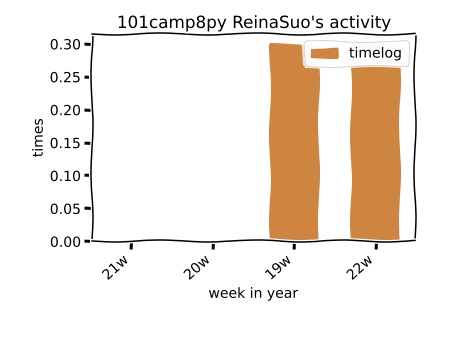 101camp8py ReinaSuo's activity
timelog
times
0.30
0.25
0.20
0.15
0.10
0.05
0.00
21w
20w
19w
22w
week in year